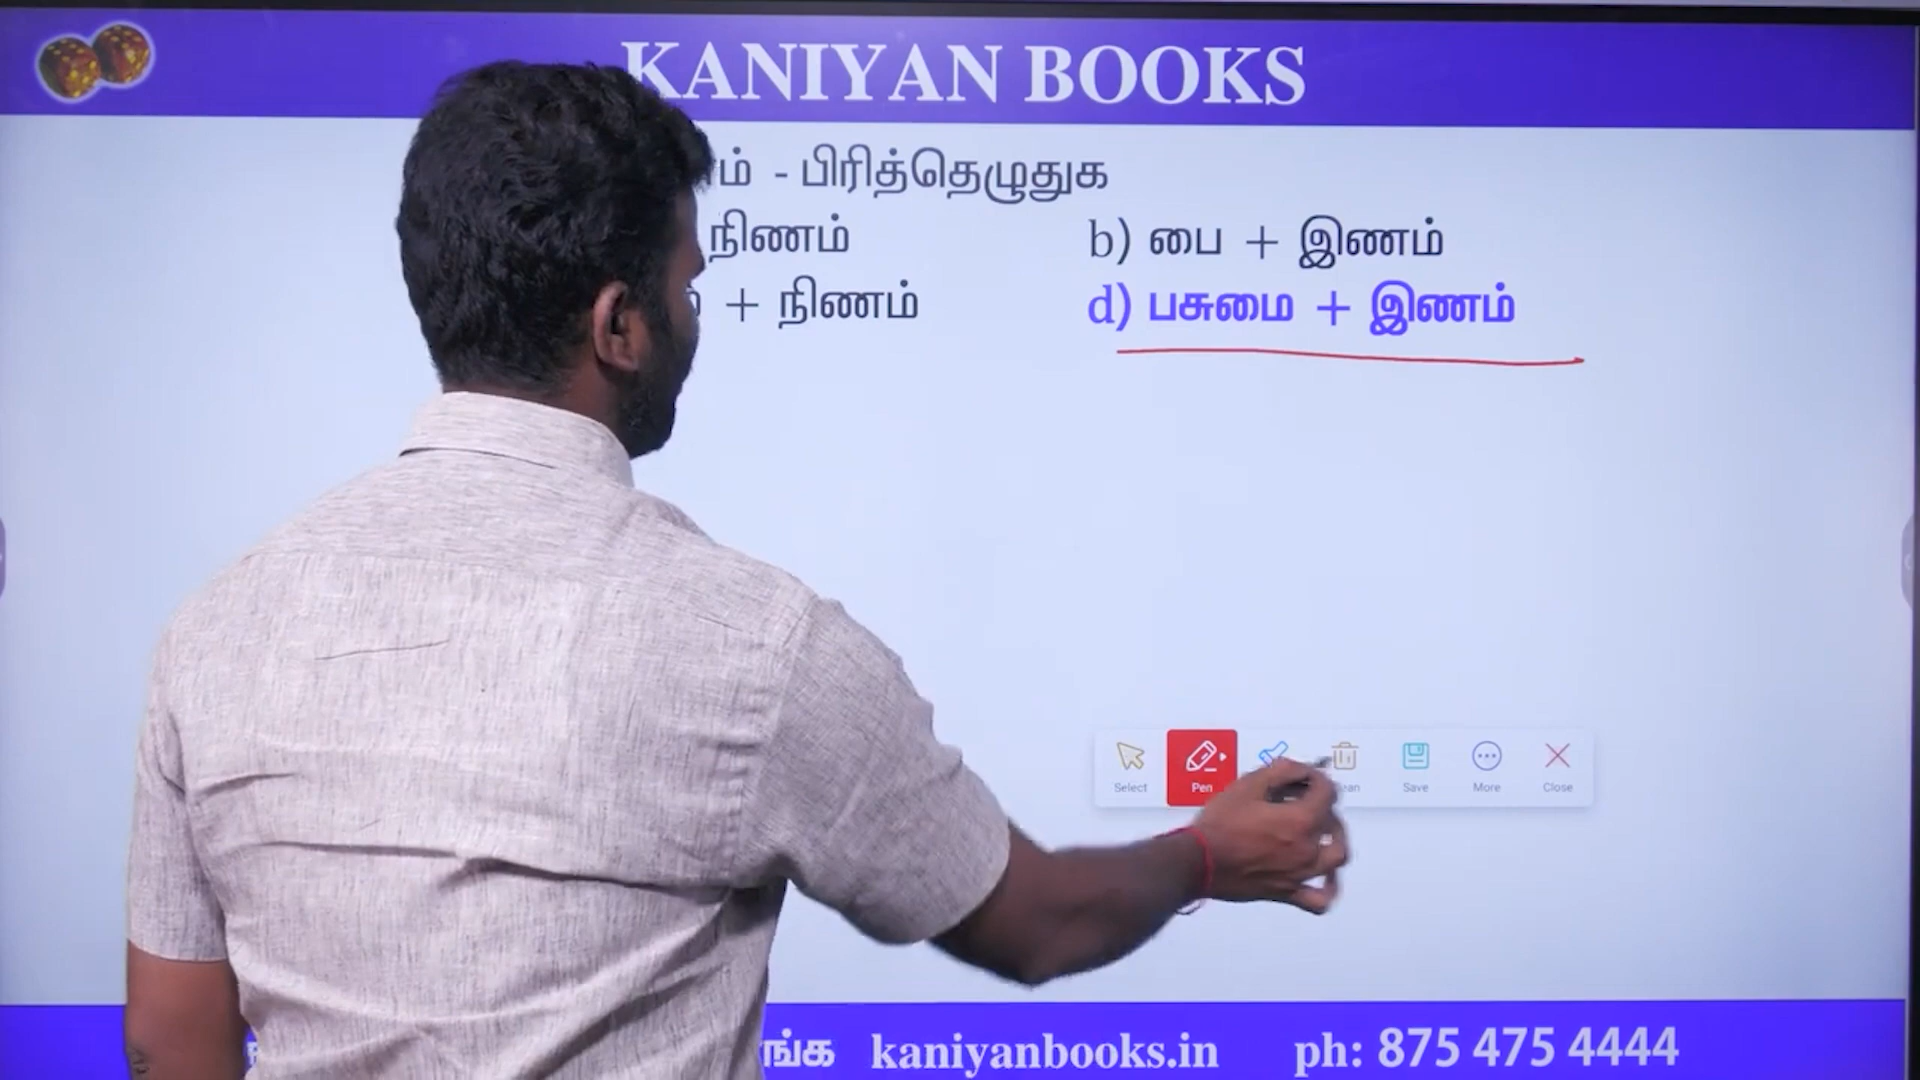 KANIYAN BOOKS
- பிரித்தெழுதுக
நிணம்
b) பை + இணம்
+ நிணம்
d) பசுமை + இணம்
Select
Pen
Save
More
Close
kaniyanbooks.in
ph: 875 475 4444